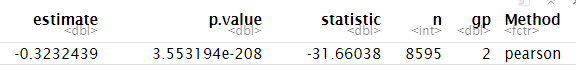 estimate p.value statistic n gp Method
<dbl> <dbl> <dbl> <int> <dbl> <fctr>
-0.3232439 3.553194e-208 -31.66038 8595 2 pearson